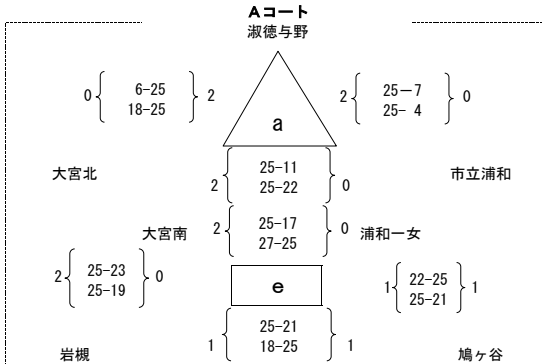 Aコート
淑徳与野
0 6-25 18-25 2
2 25-7 25-4 0
a
大宮北
2 25-11 25-22 0
市立浦和
大宮南
2 25-17 27-25 0
浦和一女
2 25-23 25-19 0
e
1 22-25 25-21 1
岩槻
1 25-21 18-25 1
鳩ヶ谷